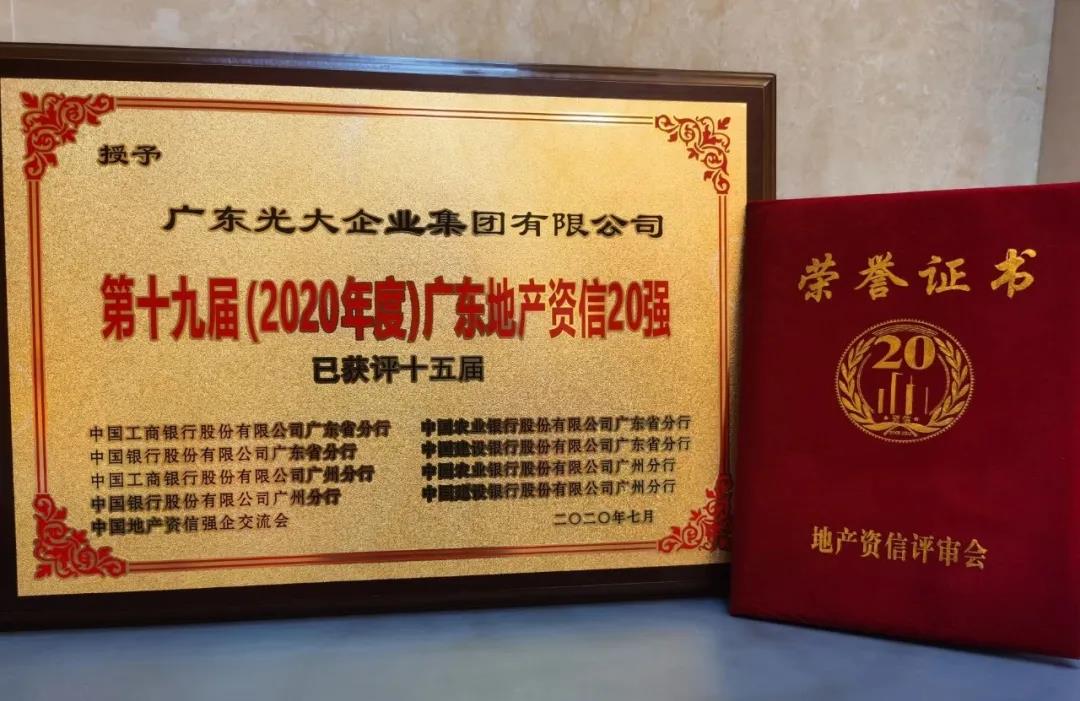 授予
广东光大企业集团有限公司
第十九届(2020年度)广东地产资信20强
已获评十五届
中国工商银行股份有限公司广东省分行
中国银行股份有限公司广东省分行
中国工商银行股份有限公司广州分行
中国银行股份有限公司广州分行
中国地产资信强企交流会
中国农业银行股份有限公司广东省分行
中国建设银行股份有限公司广东省分行
中国农业银行股份有限公司广州分行
中国建设银行股份有限公司广州分行
二〇二〇年七月
荣誉证书
20
地产资信评审会